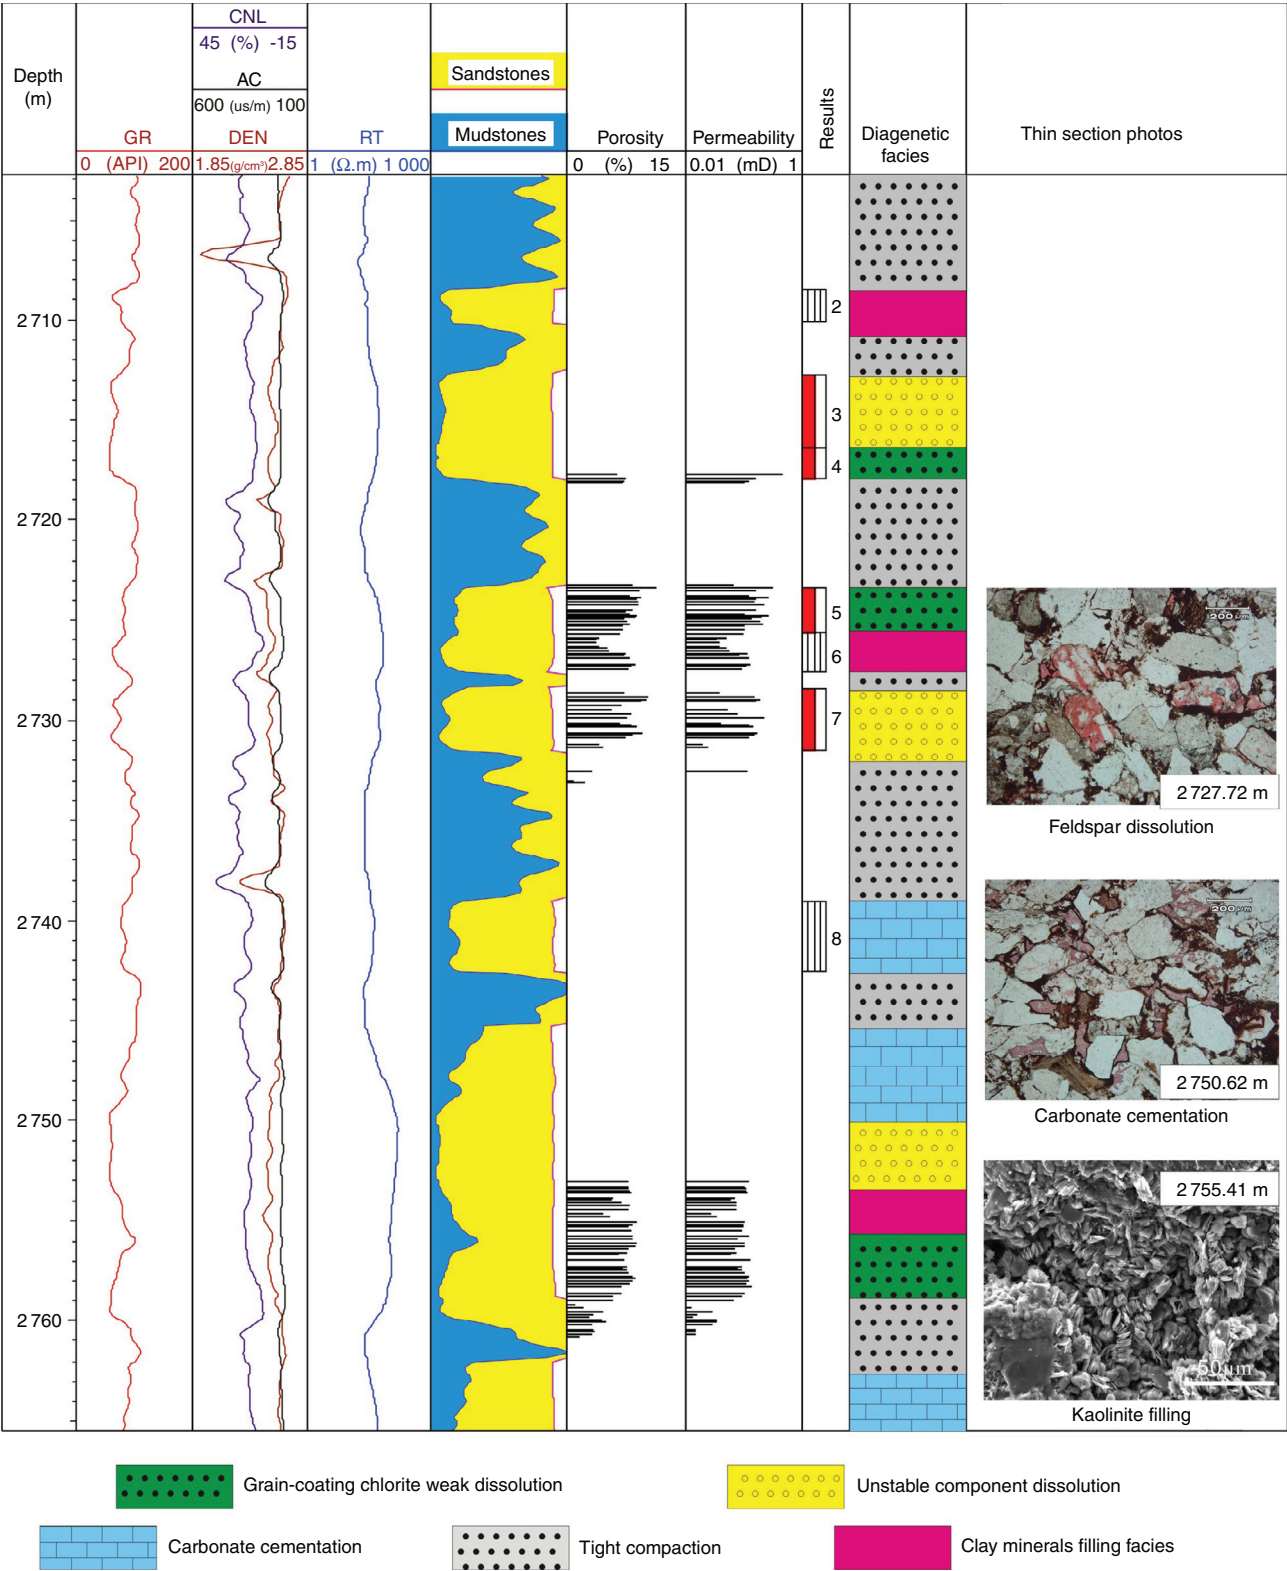 CNL
45 (%) -15
AC
600 (us/m) 100
Depth
(m)
GR
0 (API) 200
DEN
1.85(g/cm³)2.85
RT
1 (Ω.m) 1 000
Sandstones
Mudstones
Porosity
0 (%) 15
Permeability
0.01 (mD) 1
Results
Diagenetic
facies
Thin section photos
2 710
2 720
2 730
2 740
2 750
2 760
2
3
4
5
6
7
8
200 μm
2 727.72 m
Feldspar dissolution
200 μm
2 750.62 m
Carbonate cementation
2 755.41 m
50μm
Kaolinite filling
Grain-coating chlorite weak dissolution
Unstable component dissolution
Carbonate cementation
Tight compaction
Clay minerals filling facies